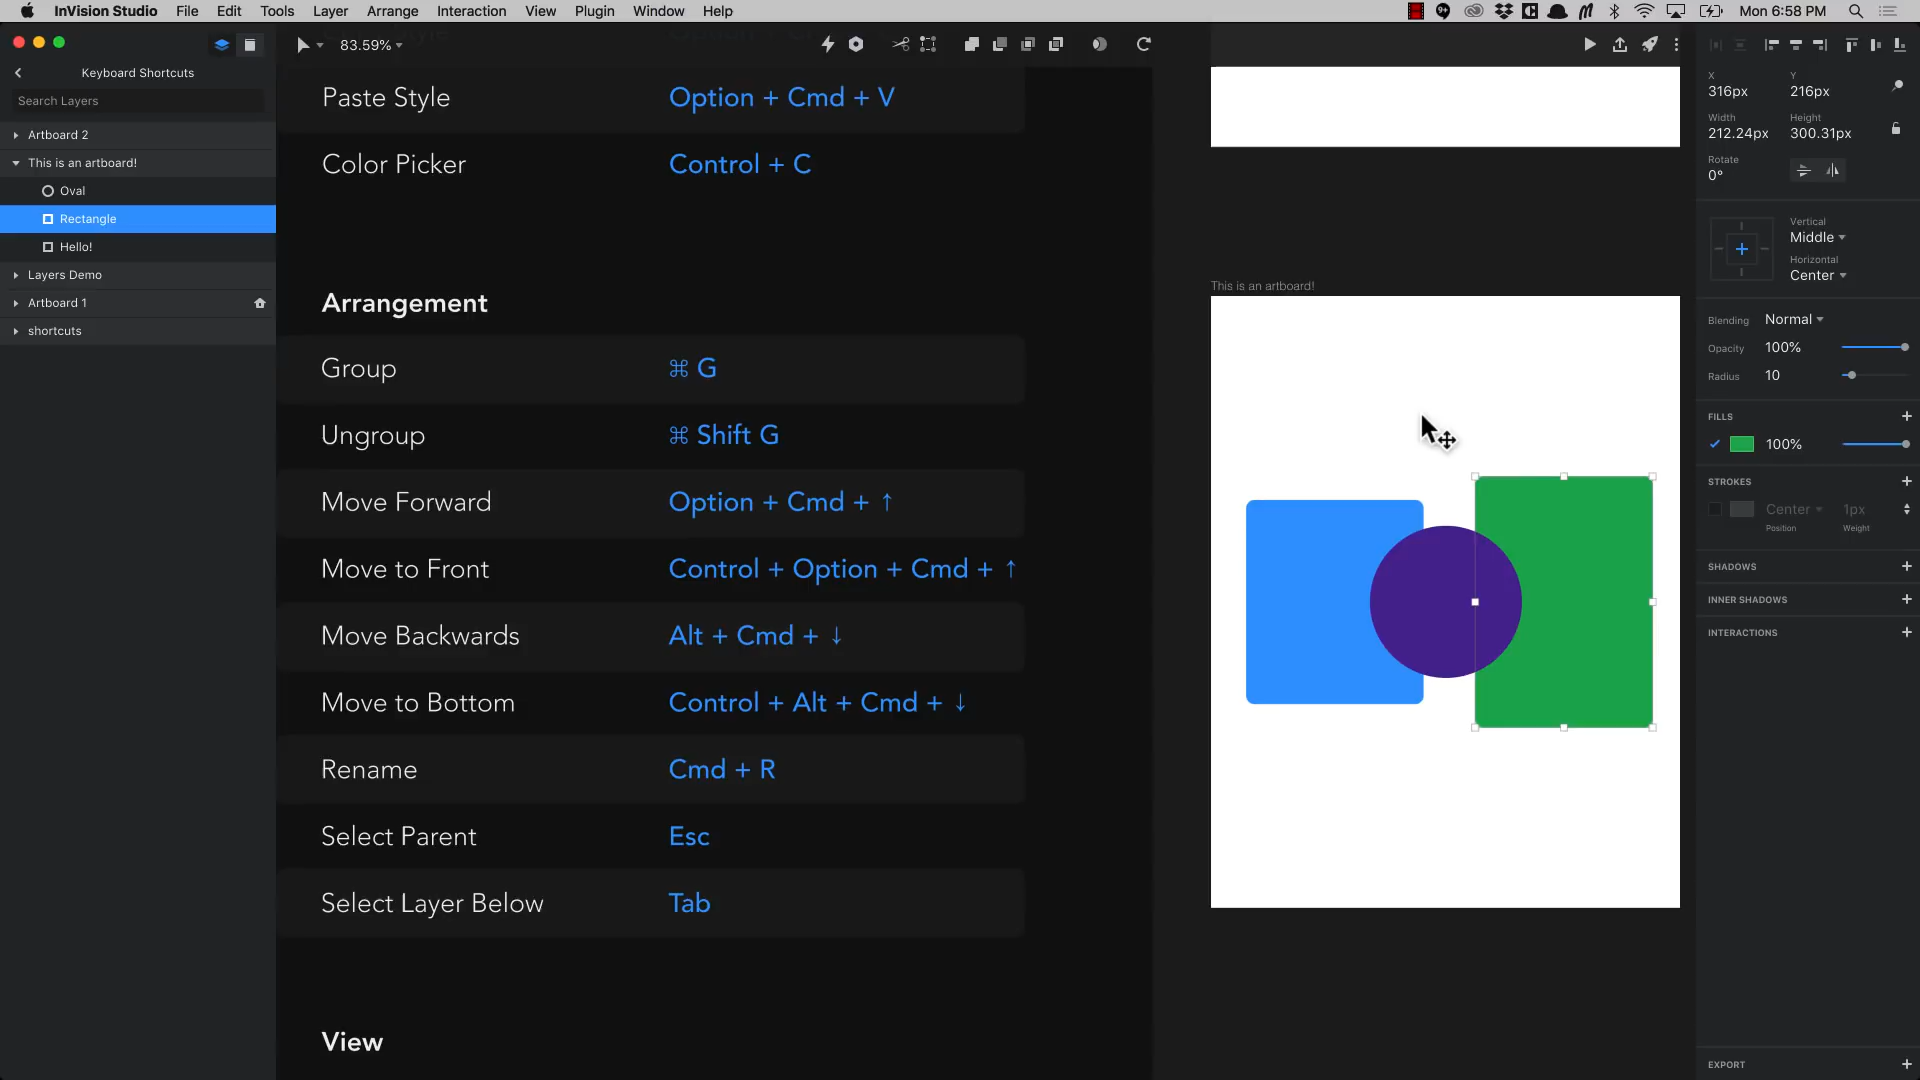 InVision Studio File Edit Tools Layer Arrange Interaction View Plugin Window Help
9+
Mon 6:58 PM
83.59%
Keyboard Shortcuts
Search Layers
Artboard 2
This is an artboard!
Oval
Rectangle
Hello!
Layers Demo
Artboard 1
shortcuts
Paste Style Option + Cmd + V
Color Picker Control + C
Arrangement
Group ⌘ G
Ungroup ⌘ Shift G
Move Forward Option + Cmd + ↑
Move to Front Control + Option + Cmd + ↑
Move Backwards Alt + Cmd + ↓
Move to Bottom Control + Alt + Cmd + ↓
Rename Cmd + R
Select Parent Esc
Select Layer Below Tab
View
This is an artboard!
X Y
316px 216px
Width Height
212.24px 300.31px
Rotate
0°
Vertical
Middle
Horizontal
Center
Blending Normal
Opacity 100%
Radius 10
FILLS
100%
STROKES
Center 1px
Position Weight
SHADOWS
INNER SHADOWS
INTERACTIONS
EXPORT